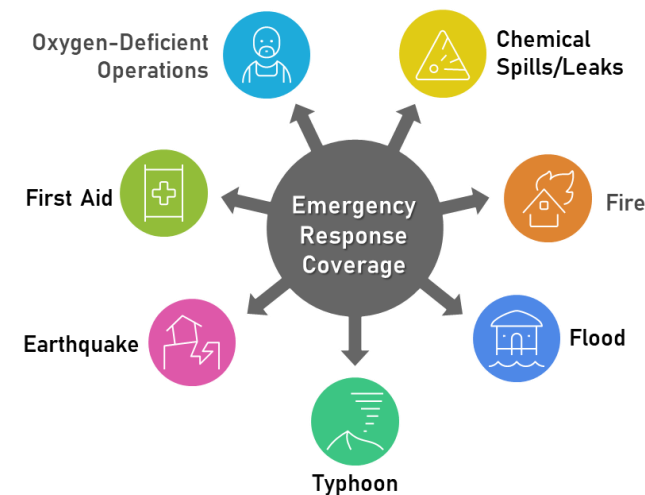 Oxygen-Deficient
Operations
Chemical
Spills/Leaks
First Aid
Emergency
Response
Coverage
Fire
Earthquake
Flood
Typhoon